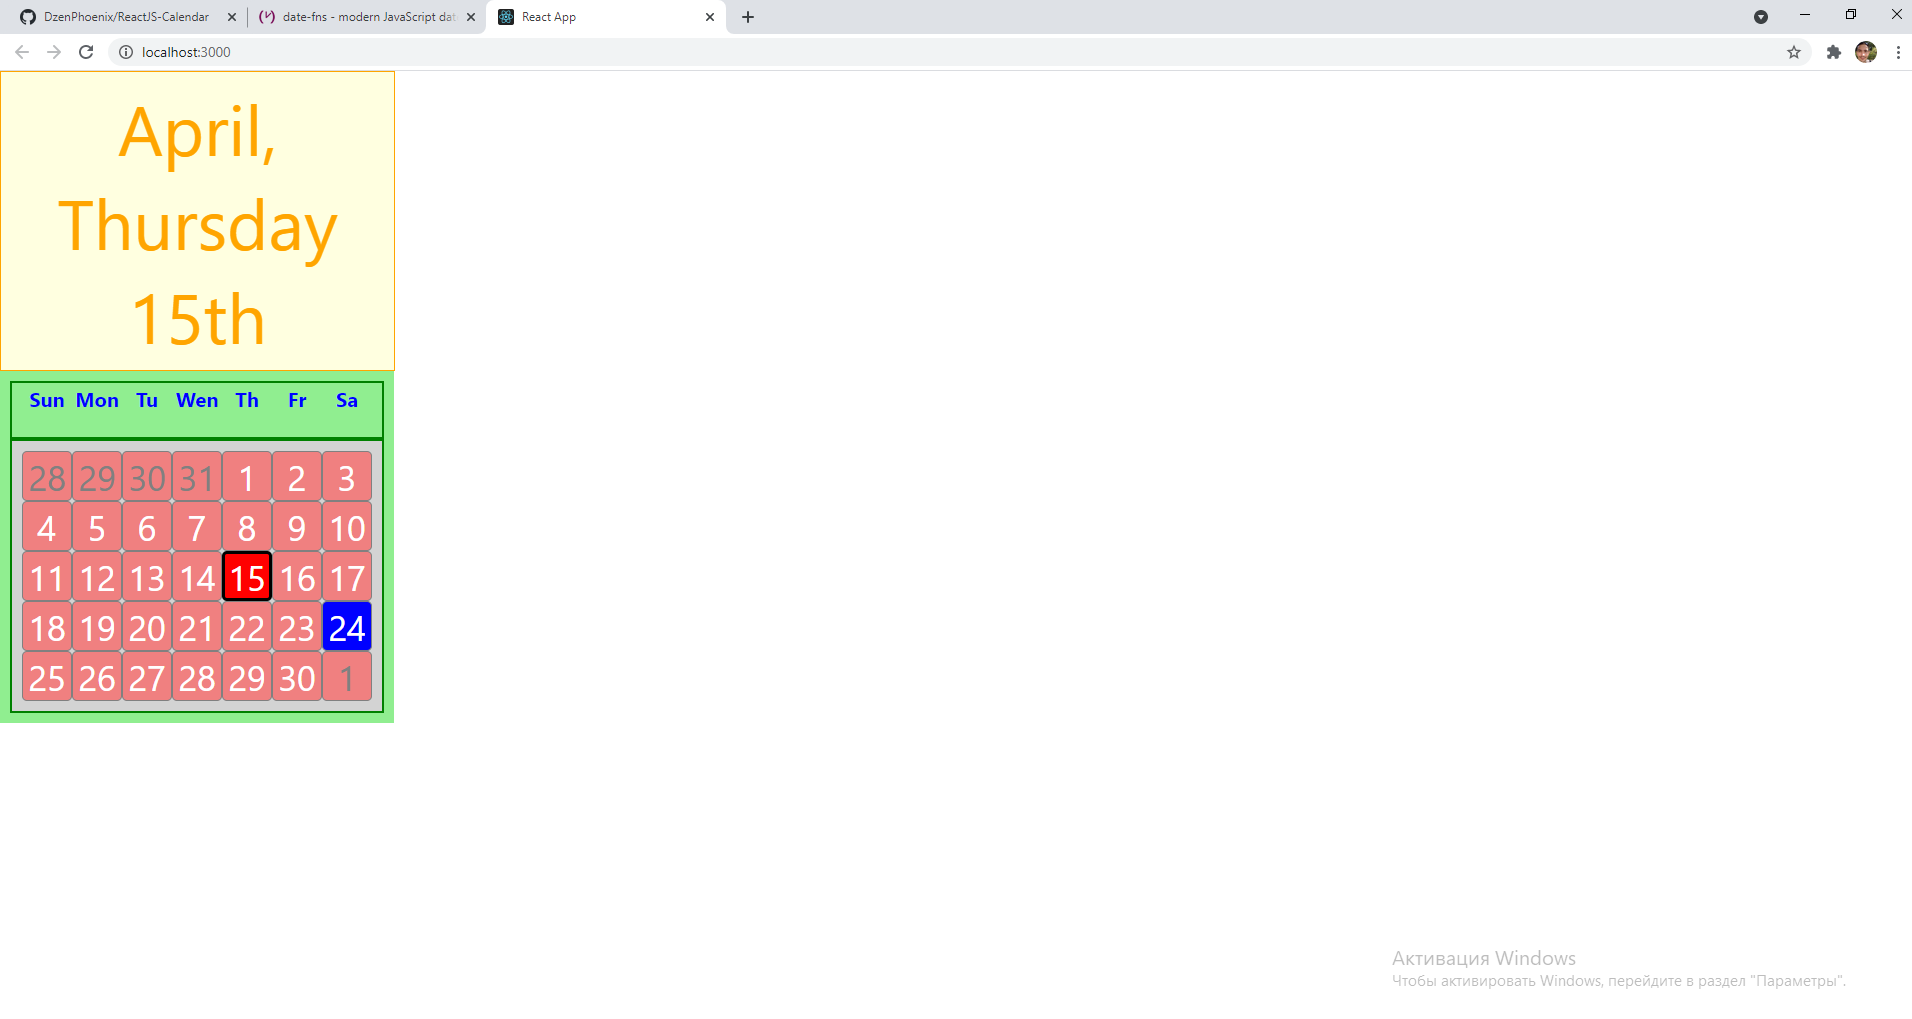 DzenPhoenix/ReactJS-Calendar
date-fns - modern JavaScript dat
React App
localhost:3000
April,
Thursday
15th
Sun Mon Tu Wen Th Fr Sa
28 29 30 31 1 2 3
4 5 6 7 8 9 10
11 12 13 14 15 16 17
18 19 20 21 22 23 24
25 26 27 28 29 30 1
Активация Windows
Чтобы активировать Windows, перейдите в раздел "Параметры".